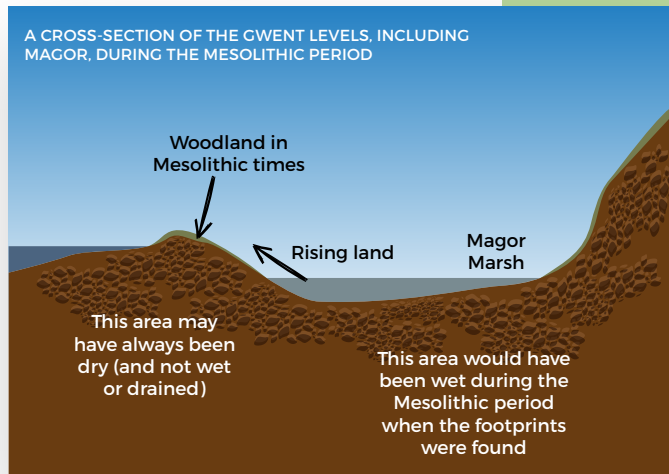 A CROSS-SECTION OF THE GWENT LEVELS, INCLUDING
MAGOR, DURING THE MESOLITHIC PERIOD
Woodland in
Mesolithic times
Rising land
Magor
Marsh
This area may
have always been
dry (and not wet
or drained)
This area would have
been wet during the
Mesolithic period
when the footprints
were found